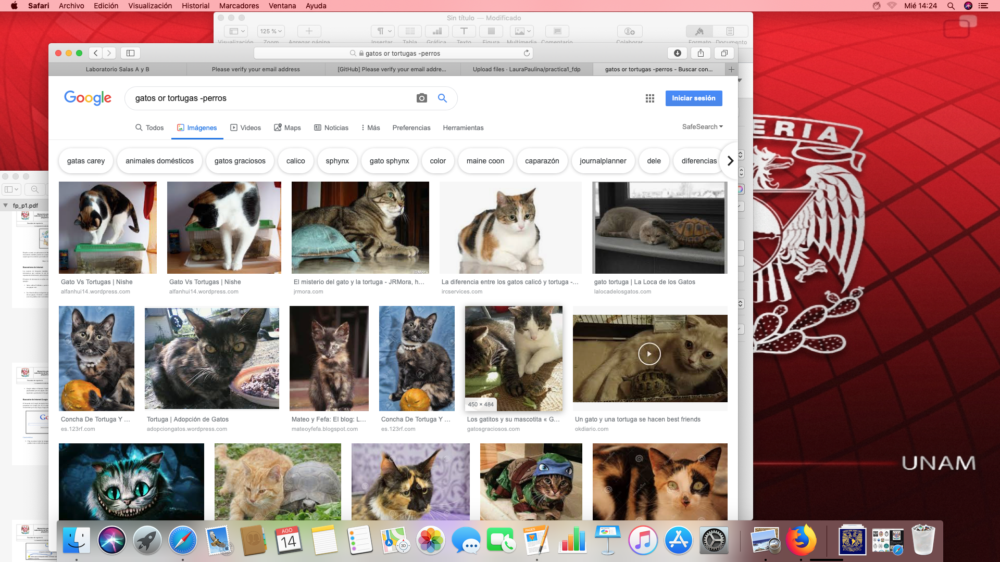 Safari Archivo Edición Visualización Historial Marcadores Ventana Ayuda Mié 14:24
Sin título — Modificado
125 %
Visualización Zoom Agregar página Insertar Tabla Gráfica Texto Figura Multimedia Comentario Colaborar Formato Documento
gatos or tortugas -perros
Laboratorio Salas A y B
Please verify your email address
[GitHub] Please verify your email addre...
Upload files · LauraPaulina/practica1_fdp
gatos or tortugas -perros - Buscar con...
Google
gatos or tortugas -perros
Iniciar sesión
Todos Imágenes Videos Maps Noticias Más Preferencias Herramientas SafeSearch
gatas carey animales domésticos gatos graciosos calico sphynx gato sphynx color maine coon caparazón journalplanner dele diferencias
JRMora
Gato Vs Tortugas | Nishe
alfanhui14.wordpress.com
Gato Vs Tortugas | Nishe
alfanhui14.wordpress.com
El misterio del gato y la tortuga - JRMora, h...
jrmora.com
La diferencia entre los gatos calicó y tortuga -...
ircservices.com
gato tortuga | La Loca de los Gatos
lalocadelosgatos.com
450 × 484
Concha De Tortuga Y ...
es.123rf.com
Tortuga | Adopción de Gatos
adopciongatos.wordpress.com
Mateo y Fefa: El blog: L...
mateoyfefa.blogspot.com
Concha De Tortuga Y ...
es.123rf.com
Los gatitos y su mascotita « G...
gatosgraciosos.com
Un gato y una tortuga se hacen best friends
okdiario.com
fp_p1.pdf
Buscadores de Internet
ERIA
UNAM
AGO
14
PAGES
3D